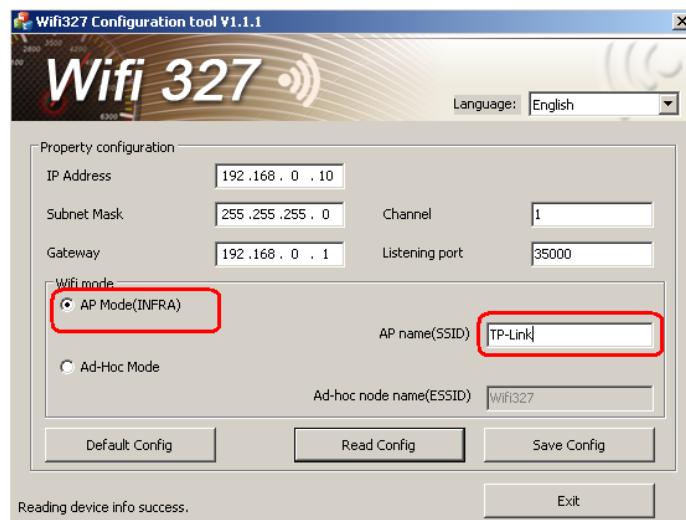 Wifi327 Configuration tool V1.1.1
Wifi 327
Language: English
Property configuration
IP Address 192 .168 . 0 . 10
Subnet Mask 255 .255 .255 . 0 Channel 1
Gateway 192 .168 . 0 . 1 Listening port 35000
Wifi mode
AP Mode(INFRA)
AP name(SSID) TP-Link
Ad-Hoc Mode
Ad-hoc node name(ESSID) Wifi327
Default Config Read Config Save Config
Reading device info success. Exit